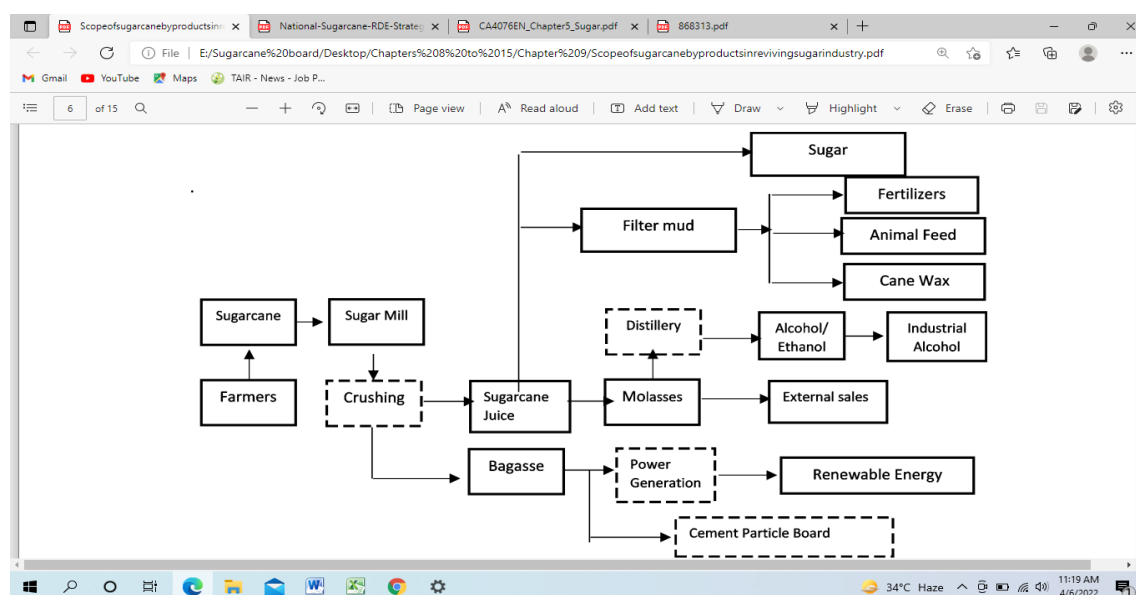 Scopeofsugarcanebyproductsinr
National-Sugarcane-RDE-Strateg
CA4076EN_Chapter5_Sugar.pdf
868313.pdf
File
E:/Sugarcane%20board/Desktop/Chapters%208%20to%2015/Chapter%209/Scopeofsugarcanebyproductsinrevivingsugarindustry.pdf
Gmail
YouTube
Maps
TAIR - News - Job P...
6 of 15
Page view
Read aloud
Add text
Draw
Highlight
Erase
Sugar
Fertilizers
Filter mud
Animal Feed
Cane Wax
Sugarcane
Sugar Mill
Distillery
Alcohol/
Ethanol
Industrial
Alcohol
Farmers
Crushing
Sugarcane
Juice
Molasses
External sales
Bagasse
Power
Generation
Renewable Energy
Cement Particle Board
34°C Haze
11:19 AM
4/6/2022